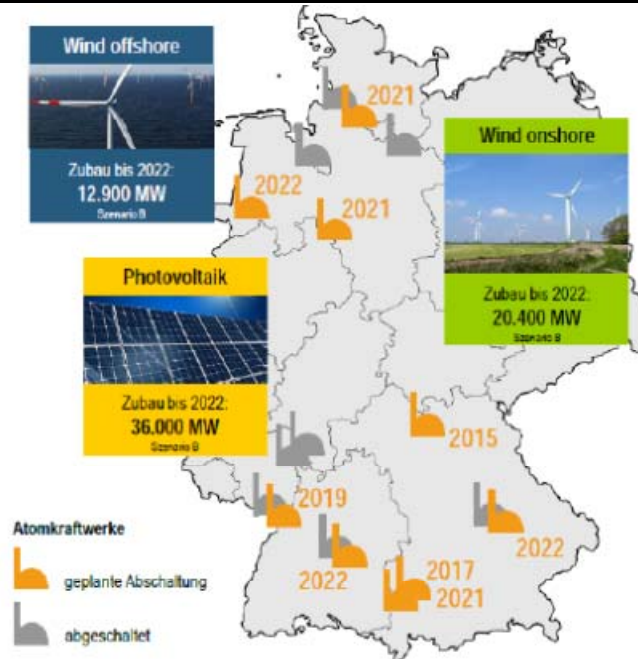 Wind offshore
Zubau bis 2022:
12.900 MW
Szenario B
2021
Wind onshore
Zubau bis 2022:
20.400 MW
Szenario B
2022
2021
Photovoltaik
Zubau bis 2022:
36.000 MW
Szenario B
2015
2019
2022
2022
2017
2021
Atomkraftwerke
geplante Abschaltung
abgeschaltet